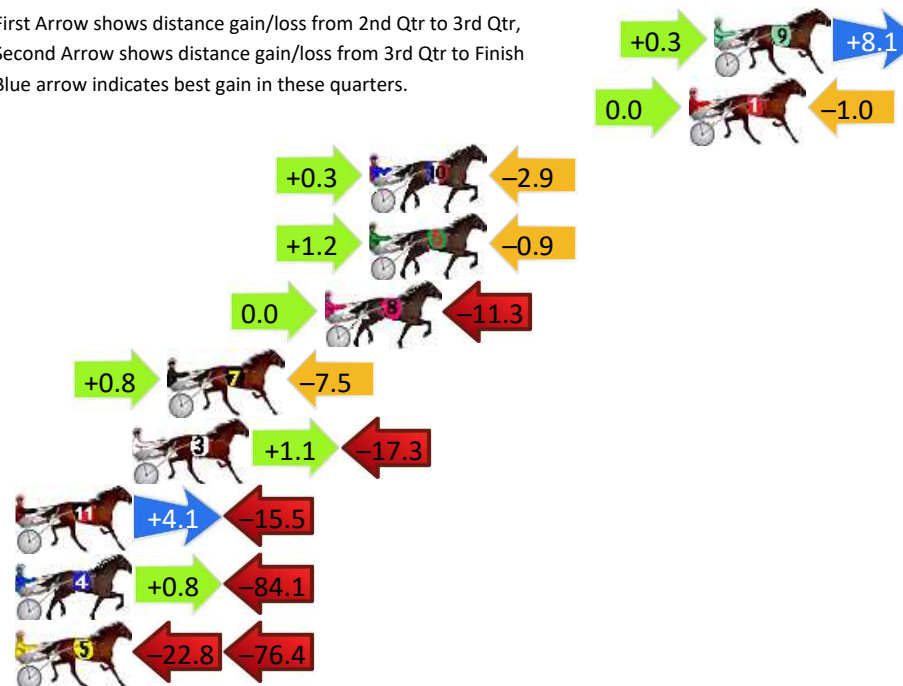 First Arrow shows distance gain/loss from 2nd Qtr to 3rd Qtr,
Second Arrow shows distance gain/loss from 3rd Qtr to Finish
Blue arrow indicates best gain in these quarters.
+0.3 9 +8.1
0.0 1 –1.0
+0.3 10 –2.9
+1.2 –0.9
0.0 8 –11.3
+0.8 7 –7.5
3 +1.1 –17.3
11 +4.1 –15.5
4 +0.8 –84.1
5 –22.8 –76.4